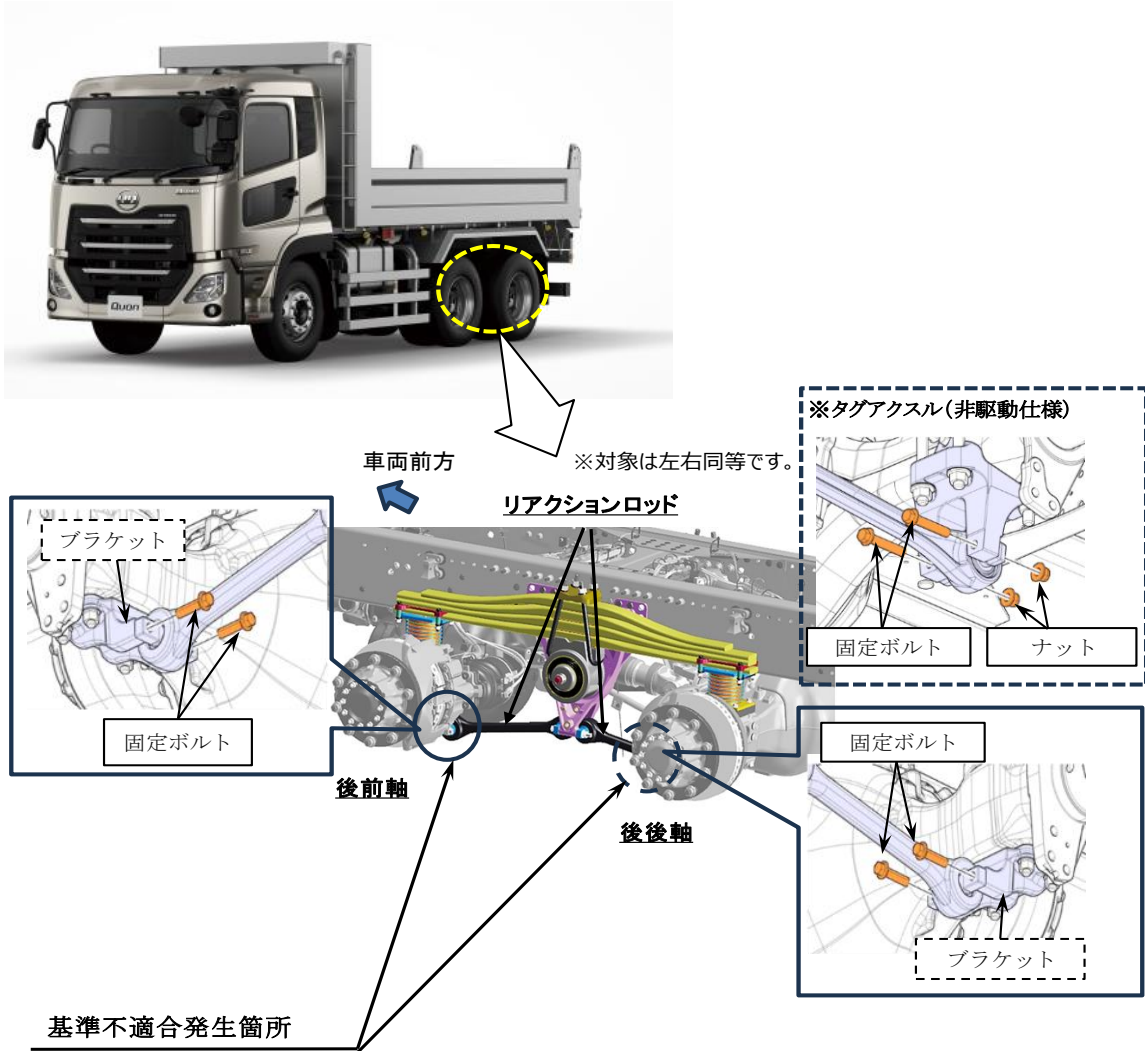 Quon
※タグアクスル(非駆動仕様)
車両前方
※対象は左右同等です。
リアクションロッド
ブラケット
固定ボルト
固定ボルト
ナット
後前軸
後後軸
固定ボルト
ブラケット
基準不適合発生箇所